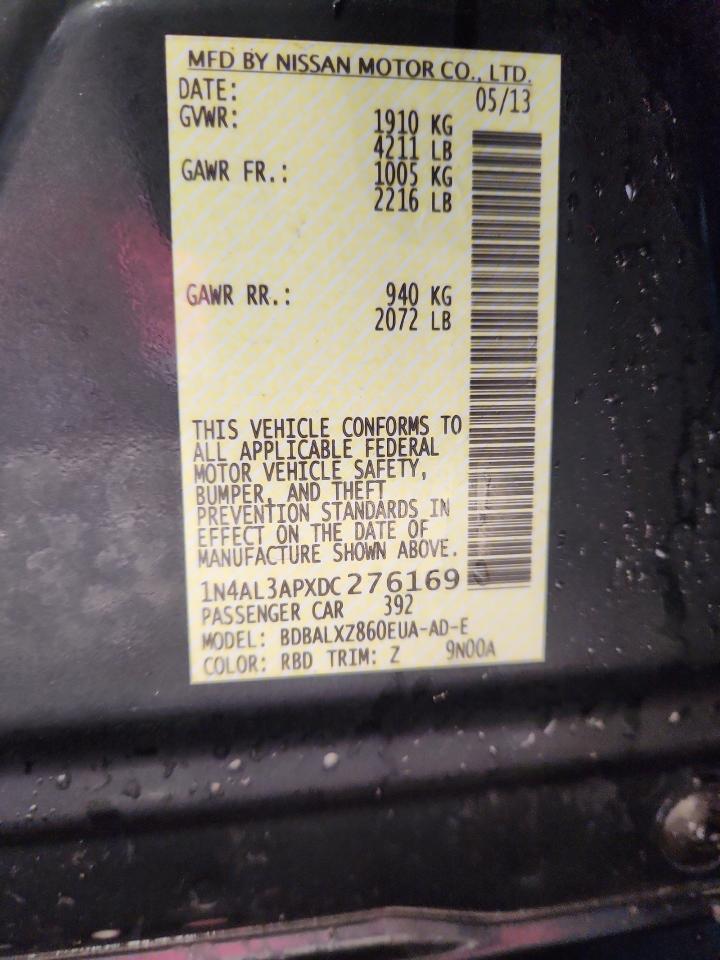 MFD BY NISSAN MOTOR CO., LTD.
DATE: 05/13
GVWR: 1910 KG
4211 LB
GAWR FR.: 1005 KG
2216 LB
GAWR RR.: 940 KG
2072 LB
THIS VEHICLE CONFORMS TO
ALL APPLICABLE FEDERAL
MOTOR VEHICLE SAFETY,
BUMPER, AND THEFT
PREVENTION STANDARDS IN
EFFECT ON THE DATE OF
MANUFACTURE SHOWN ABOVE.
1N4AL3APXDC276169
PASSENGER CAR 392
MODEL: BDBALXZ860EUA-AD-E
COLOR: RBD TRIM: Z 9N00A